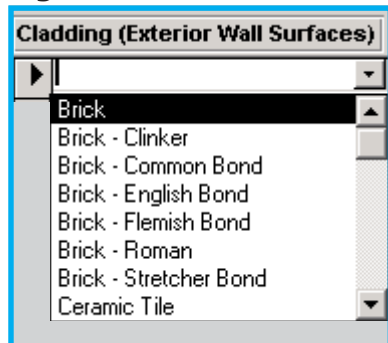 Cladding (Exterior Wall Surfaces)
Brick
Brick - Clinker
Brick - Common Bond
Brick - English Bond
Brick - Flemish Bond
Brick - Roman
Brick - Stretcher Bond
Ceramic Tile